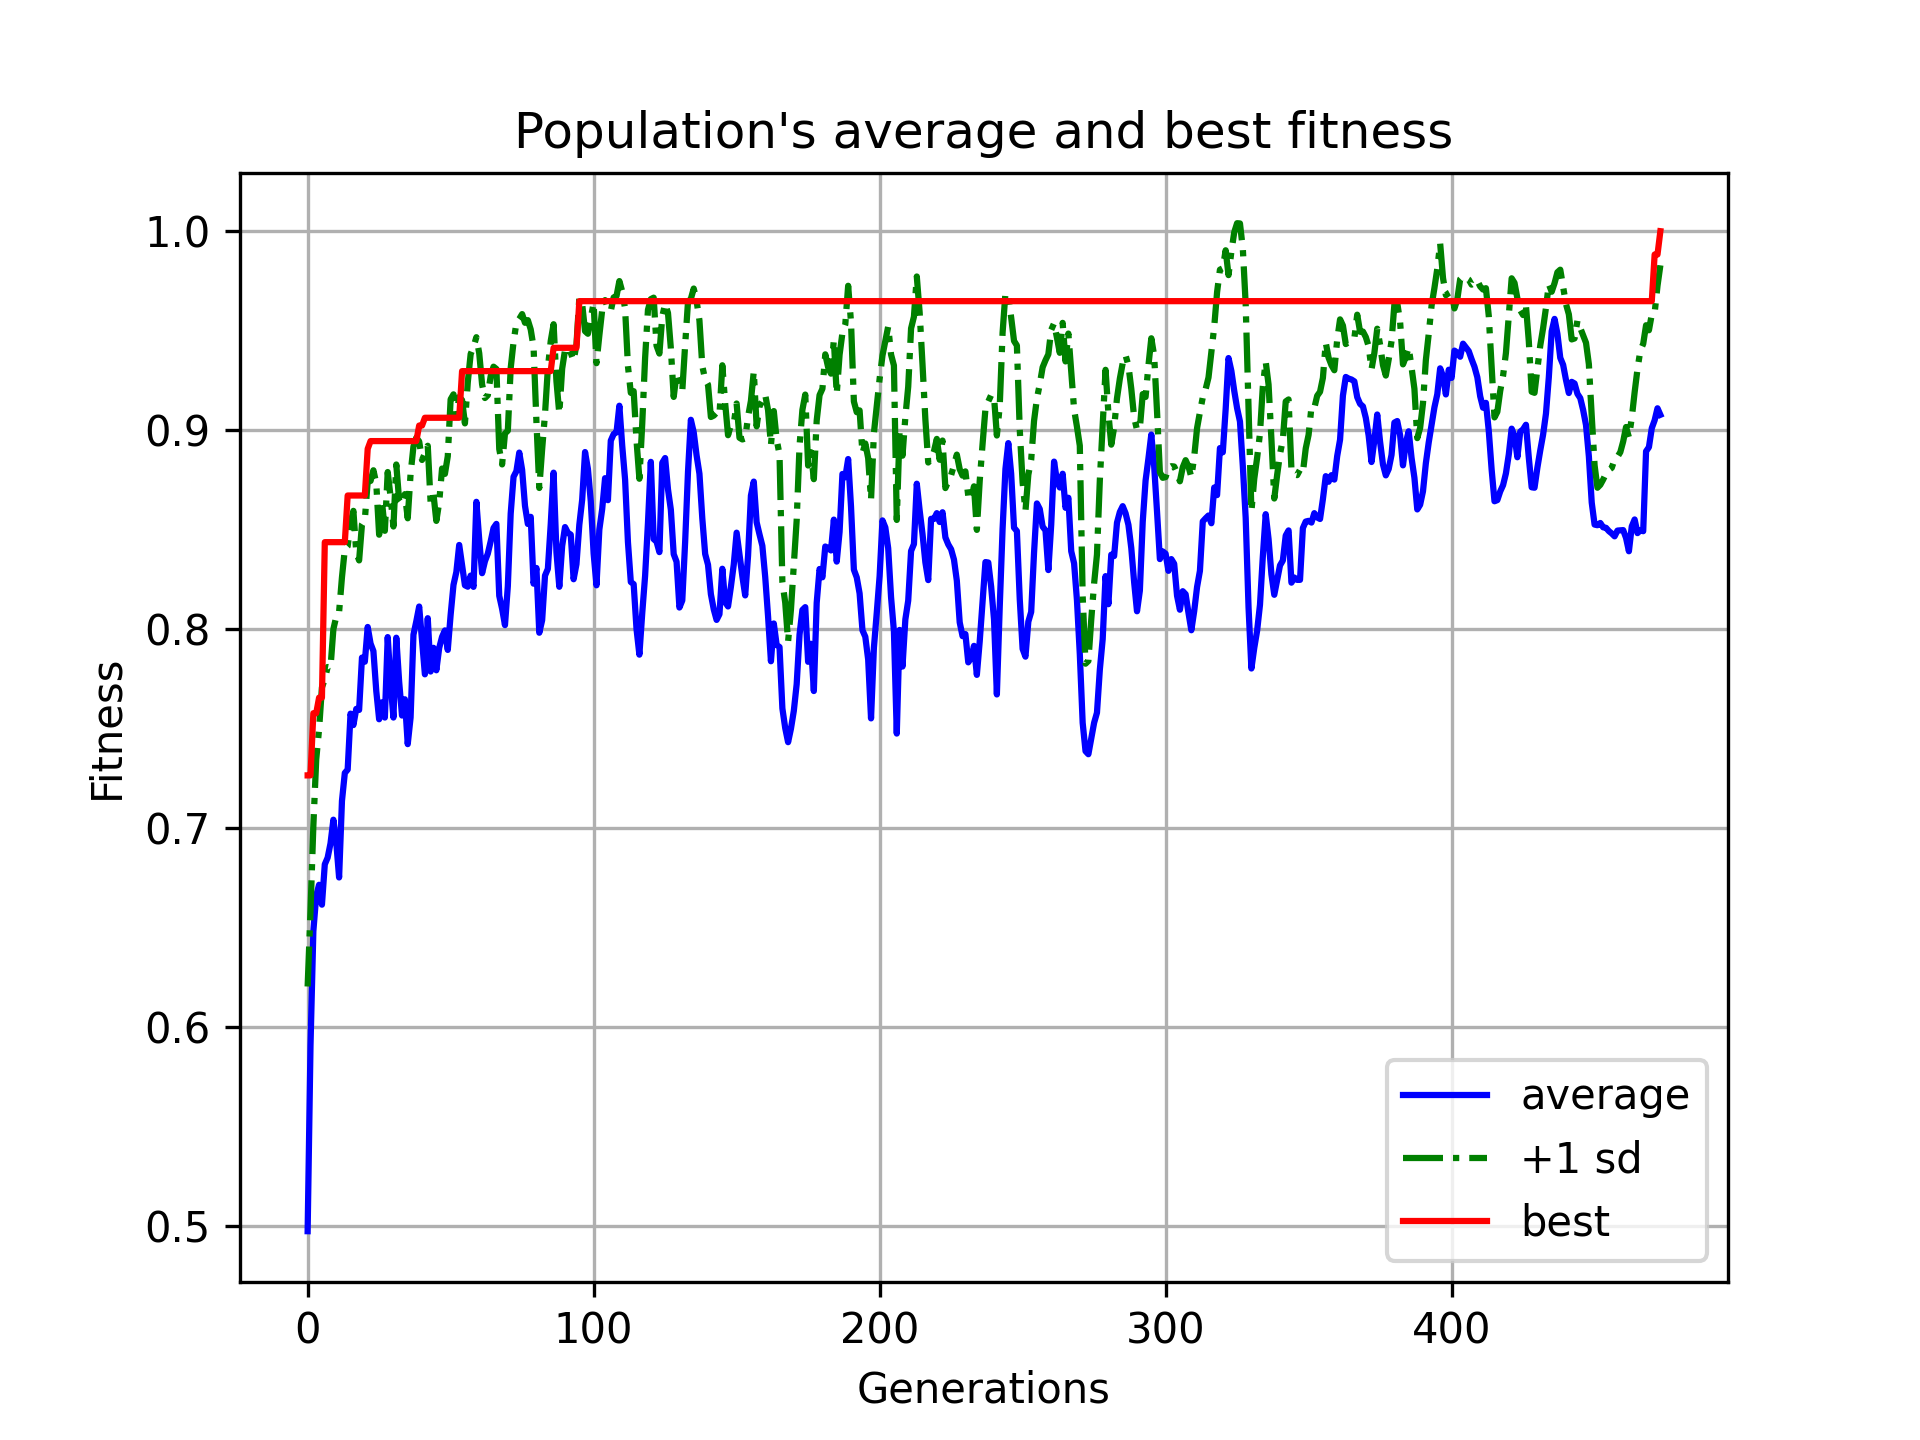 Population's average and best fitness
1.0
0.9
0.8
0.7
0.6
0.5
Fitness
0
100
200
300
400
Generations
average
+1 sd
best